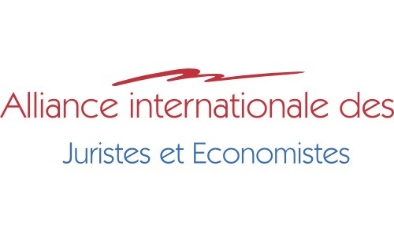 Alliance internationale des
Juristes et Economistes